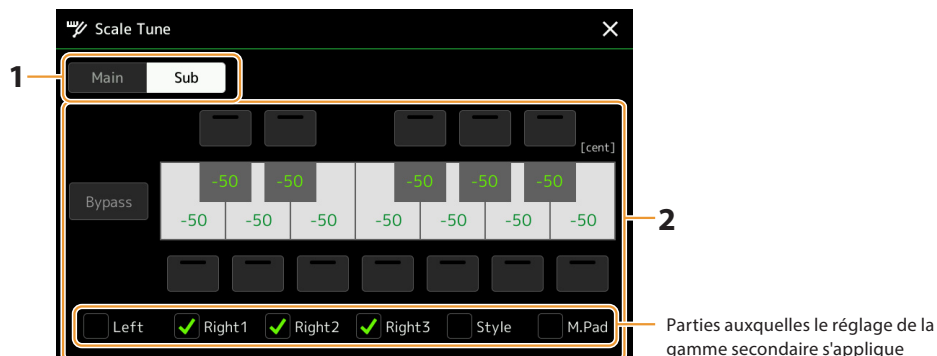 Scale Tune
1
Main Sub
[cent]
-50 -50 -50 -50 -50
Bypass
-50 -50 -50 -50 -50 -50 -50
2
Left Right1 Right2 Right3 Style M.Pad
Parties auxquelles le réglage de la
gamme secondaire s'applique